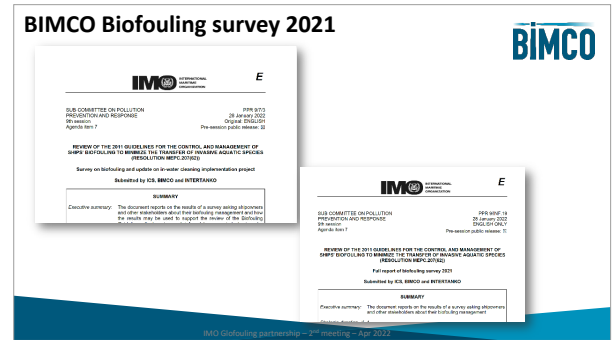 BIMCO Biofouling survey 2021
BIMCO
IMO
INTERNATIONAL
MARITIME
ORGANIZATION
E
SUB-COMMITTEE ON POLLUTION
PREVENTION AND RESPONSE
9th session
Agenda item 7
PPR 9/7/3
28 January 2022
Original: ENGLISH
Pre-session public release: ☒
REVIEW OF THE 2011 GUIDELINES FOR THE CONTROL AND MANAGEMENT OF
SHIPS' BIOFOULING TO MINIMIZE THE TRANSFER OF INVASIVE AQUATIC SPECIES
(RESOLUTION MEPC.207(62))
Survey on biofouling and update on in-water cleaning implementation project
Submitted by ICS, BIMCO and INTERTANKO
SUMMARY
Executive summary: The document reports on the results of a survey asking shipowners
and other stakeholders about their biofouling management and how
the results may be used to support the review of the Biofouling
IMO
INTERNATIONAL
MARITIME
ORGANIZATION
E
SUB-COMMITTEE ON POLLUTION
PREVENTION AND RESPONSE
9th session
Agenda item 7
PPR 9/INF.19
28 January 2022
ENGLISH ONLY
Pre-session public release: ☒
REVIEW OF THE 2011 GUIDELINES FOR THE CONTROL AND MANAGEMENT OF
SHIPS' BIOFOULING TO MINIMIZE THE TRANSFER OF INVASIVE AQUATIC SPECIES
(RESOLUTION MEPC.207(62))
Full report of biofouling survey 2021
Submitted by ICS, BIMCO and INTERTANKO
SUMMARY
Executive summary: The document reports on the results of a survey asking shipowners
and other stakeholders about their biofouling management
IMO Glofouling partnership – 2nd meeting – Apr 2022